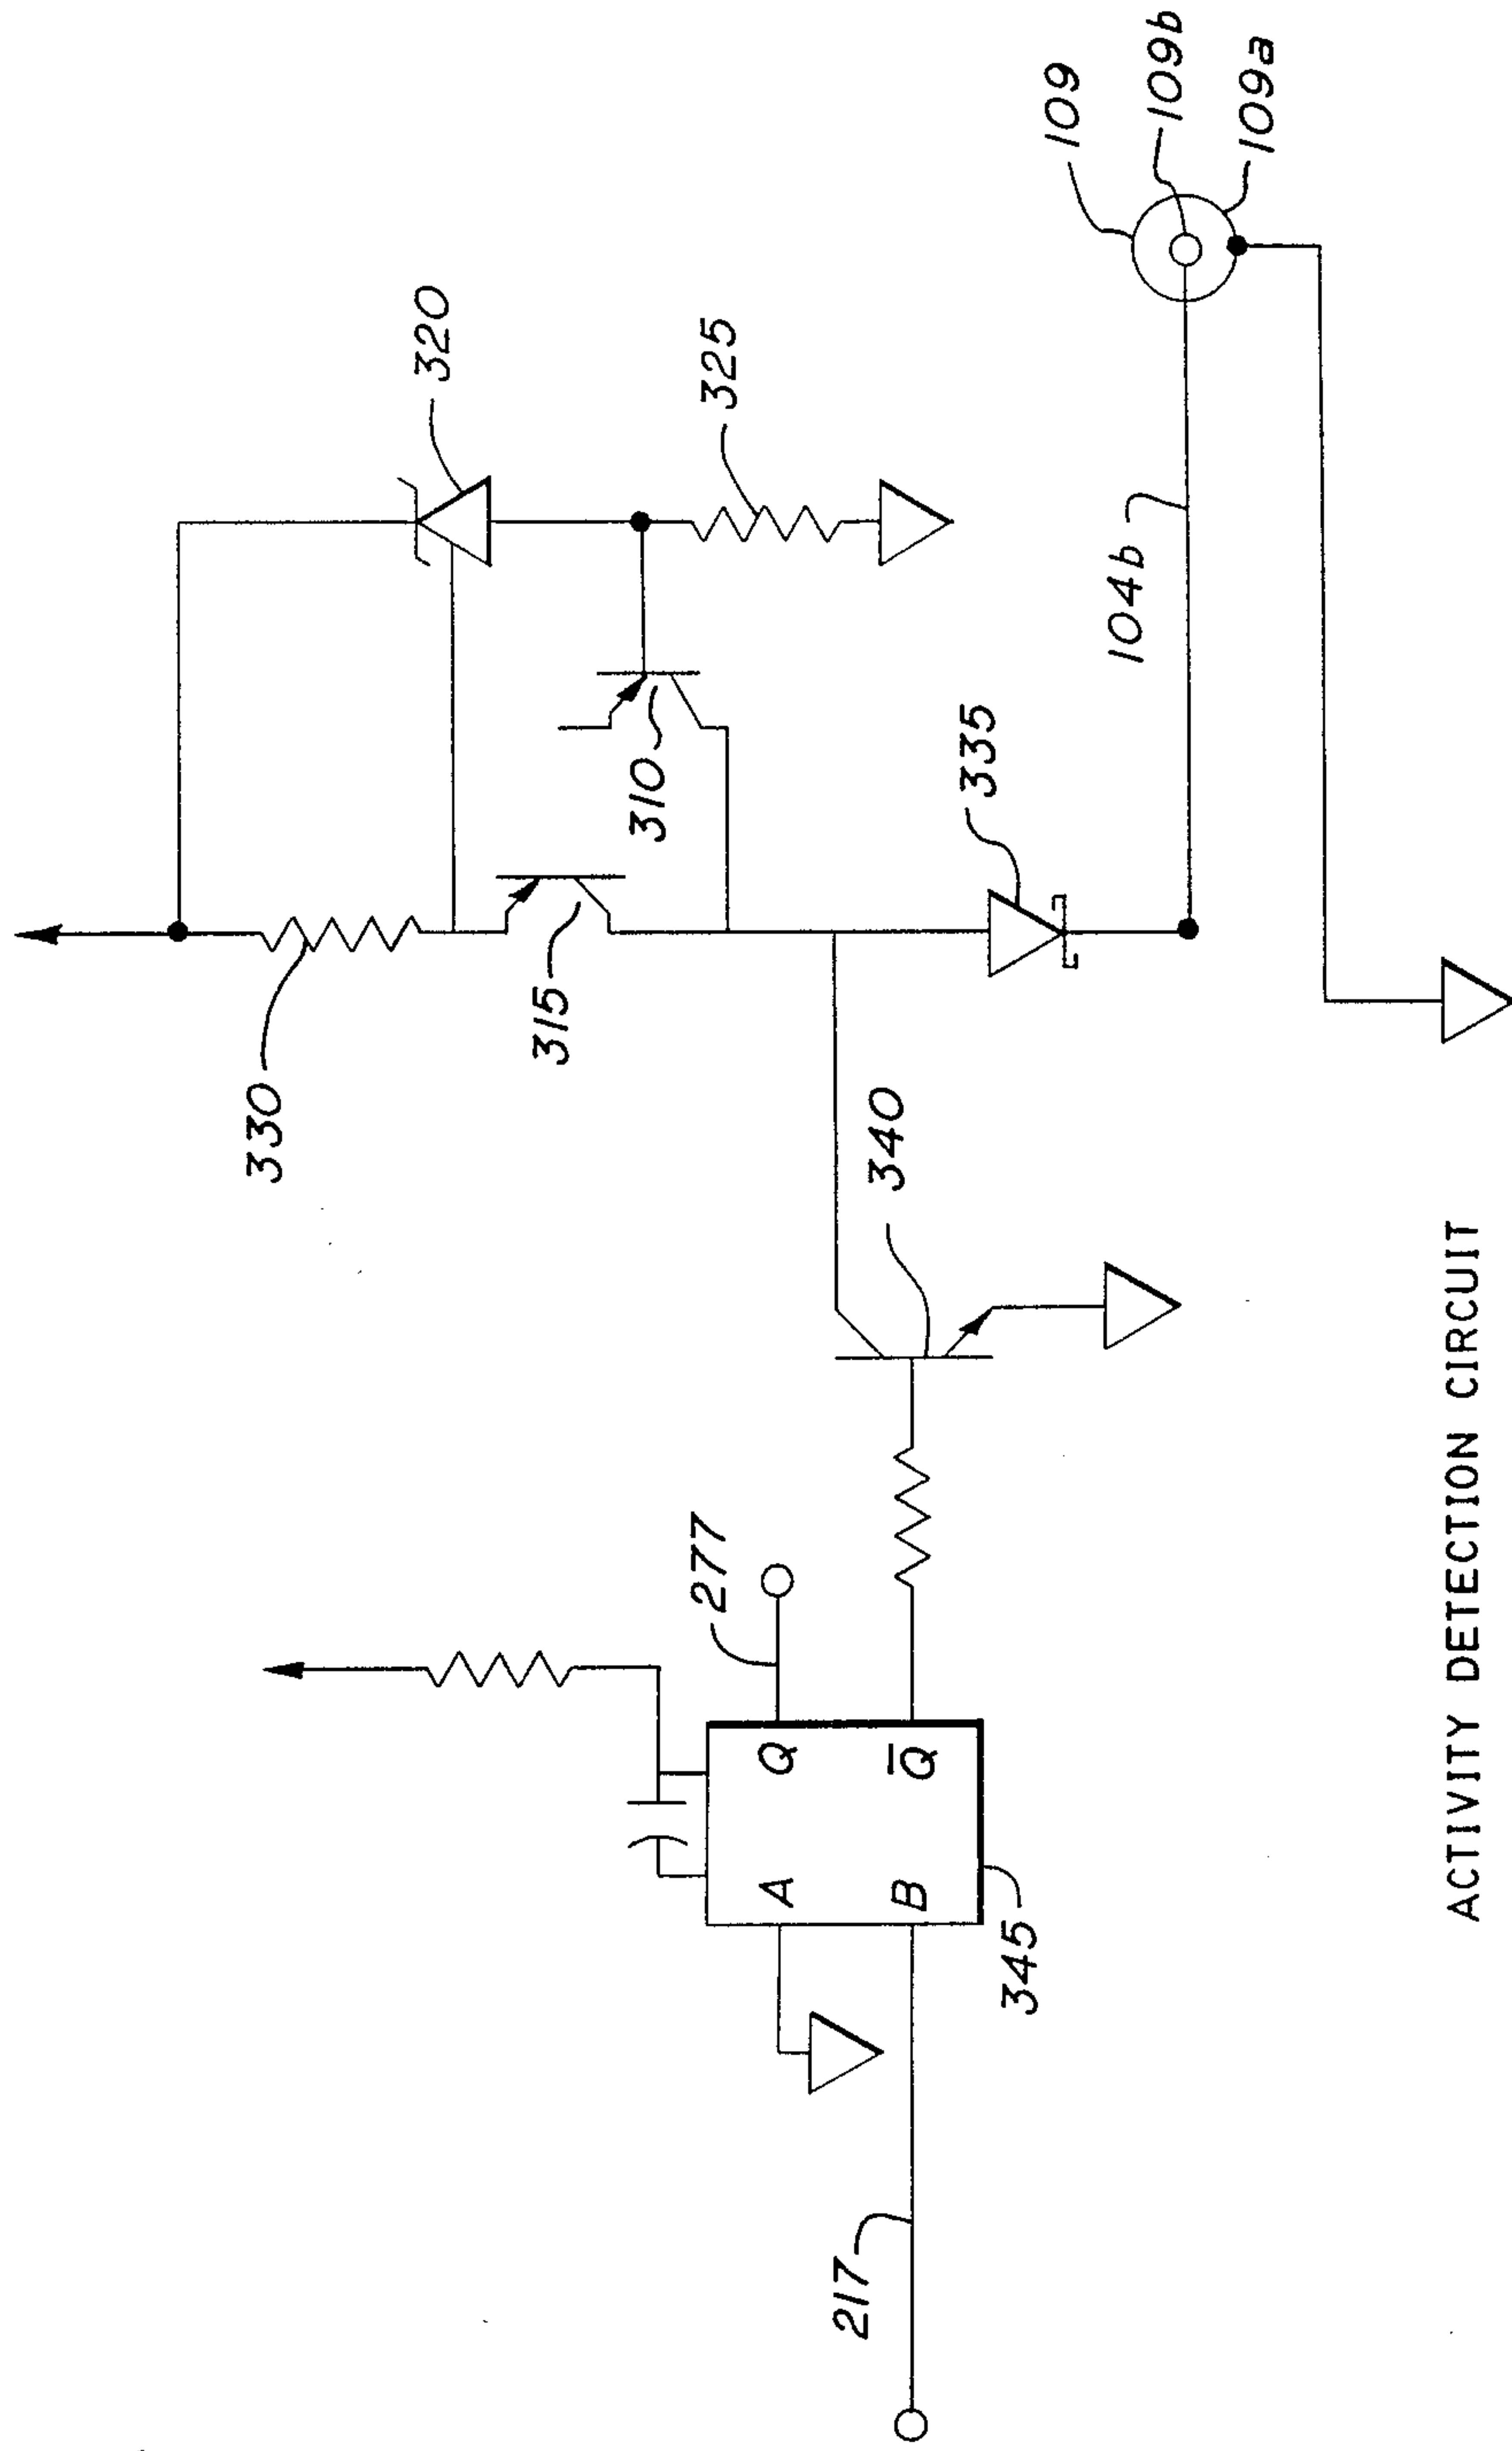 330
320
315
310
325
109
109b
109a
335
104b
277
340
A
Q
B
Q̅
217
345
ACTIVITY DETECTION CIRCUIT